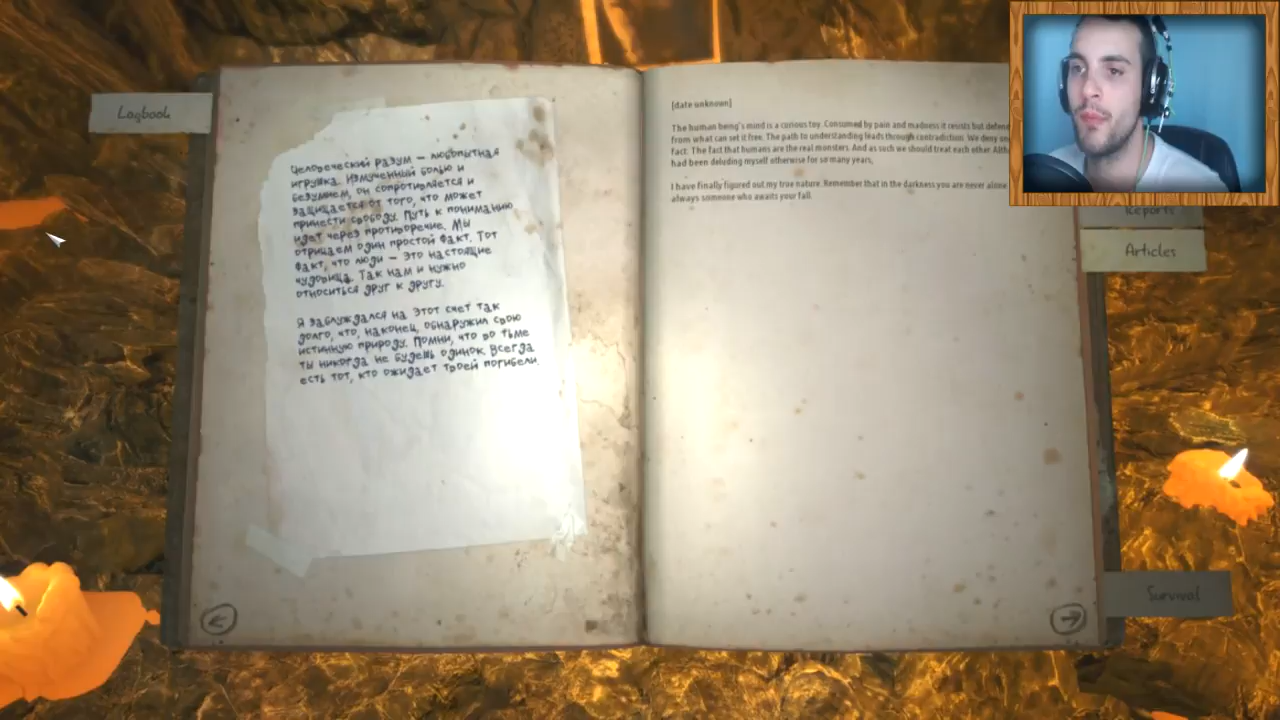 Logbook
Человеческий разум — любопытная
игрушка. Измученный болью и
безумием, он сопротивляется и
защищается от того, что может
принести свободу. Путь к пониманию
идет через противоречие. Мы
отрицаем один простой факт. Тот
факт, что люди — это настоящие
чудовища. Так нам и нужно
относиться друг к другу.
Я заблуждался на этот счет так
долго, что, наконец, обнаружил свою
истинную природу. Помни, что во тьме
ты никогда не будешь одинок. Всегда
есть тот, кто ожидает твоей погибели.
[date unknown]
The human being's mind is a curious toy. Consumed by pain and madness it resists but defen
from what can set it free. The path to understanding leads through contradiction. We deny on
fact. The fact that humans are the real monsters. And as such we should treat each other. Alth
had been deluding myself otherwise for so many years,
I have finally figured out my true nature. Remember that in the darkness you are never alone
always someone who awaits your fall.
Reports
Articles
Survival